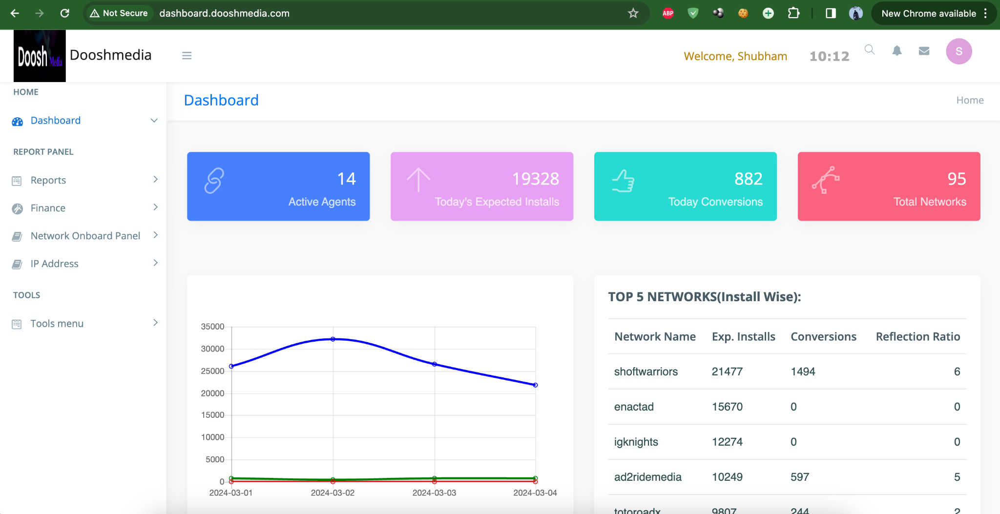 Not Secure dashboard.dooshmedia.com ABP New Chrome available
Doosh Media Dooshmedia Welcome, Shubham 10:12 S
HOME
Dashboard
REPORT PANEL
Reports
Finance
Network Onboard Panel
IP Address
TOOLS
Tools menu
Dashboard Home
14
Active Agents
19328
Today's Expected Installs
882
Today Conversions
95
Total Networks
35000
30000
25000
20000
15000
10000
5000
0
2024-03-01 2024-03-02 2024-03-03 2024-03-04
TOP 5 NETWORKS(Install Wise):
Network Name Exp. Installs Conversions Reflection Ratio
shoftwarriors 21477 1494 6
enactad 15670 0 0
igknights 12274 0 0
ad2ridemedia 10249 597 5
totoroadx 9807 244 2